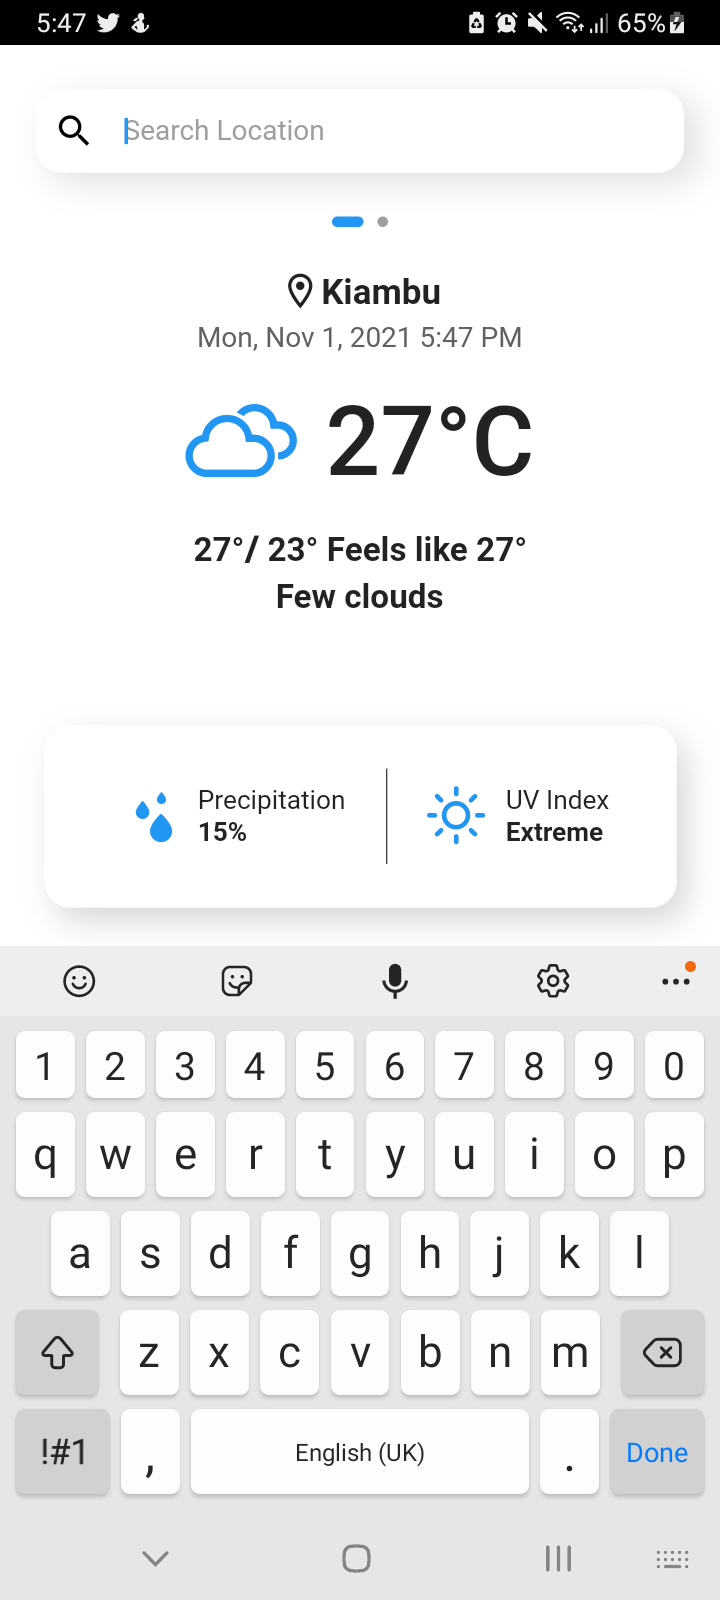 5:47 65%
Search Location
Kiambu
Mon, Nov 1, 2021 5:47 PM
27°C
27°/ 23° Feels like 27°
Few clouds
Precipitation UV Index
15% Extreme
1 2 3 4 5 6 7 8 9 0
q w e r t y u i o p
a s d f g h j k l
z x c v b n m
!#1 , English (UK) . Done